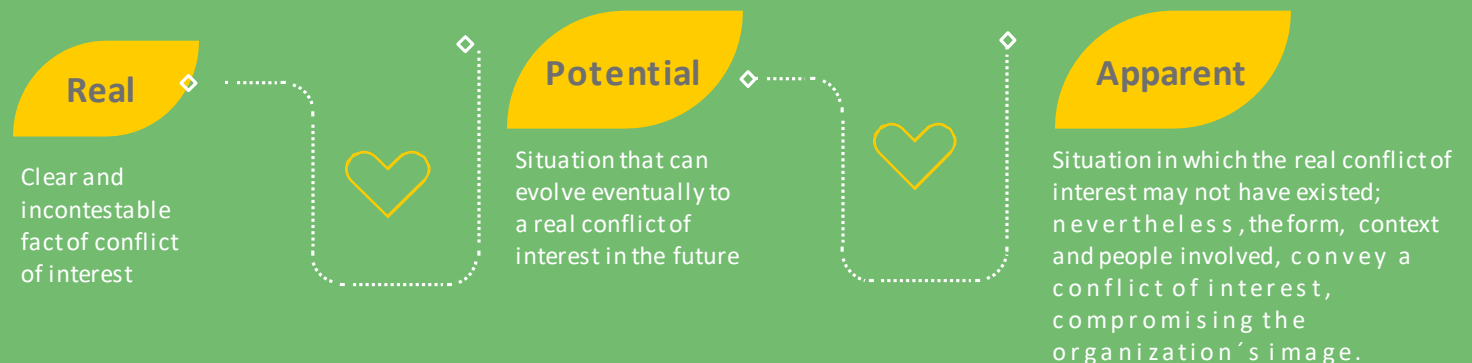 Real
Clear and
incontestable
fact of conflict
of interest
Potential
Situation that can
evolve eventually to
a real conflict of
interest in the future
Apparent
Situation in which the real conflict of
interest may not have existed;
nevertheless, the form, context
and people involved, convey a
conflict of interest,
compromising the
organization´s image.